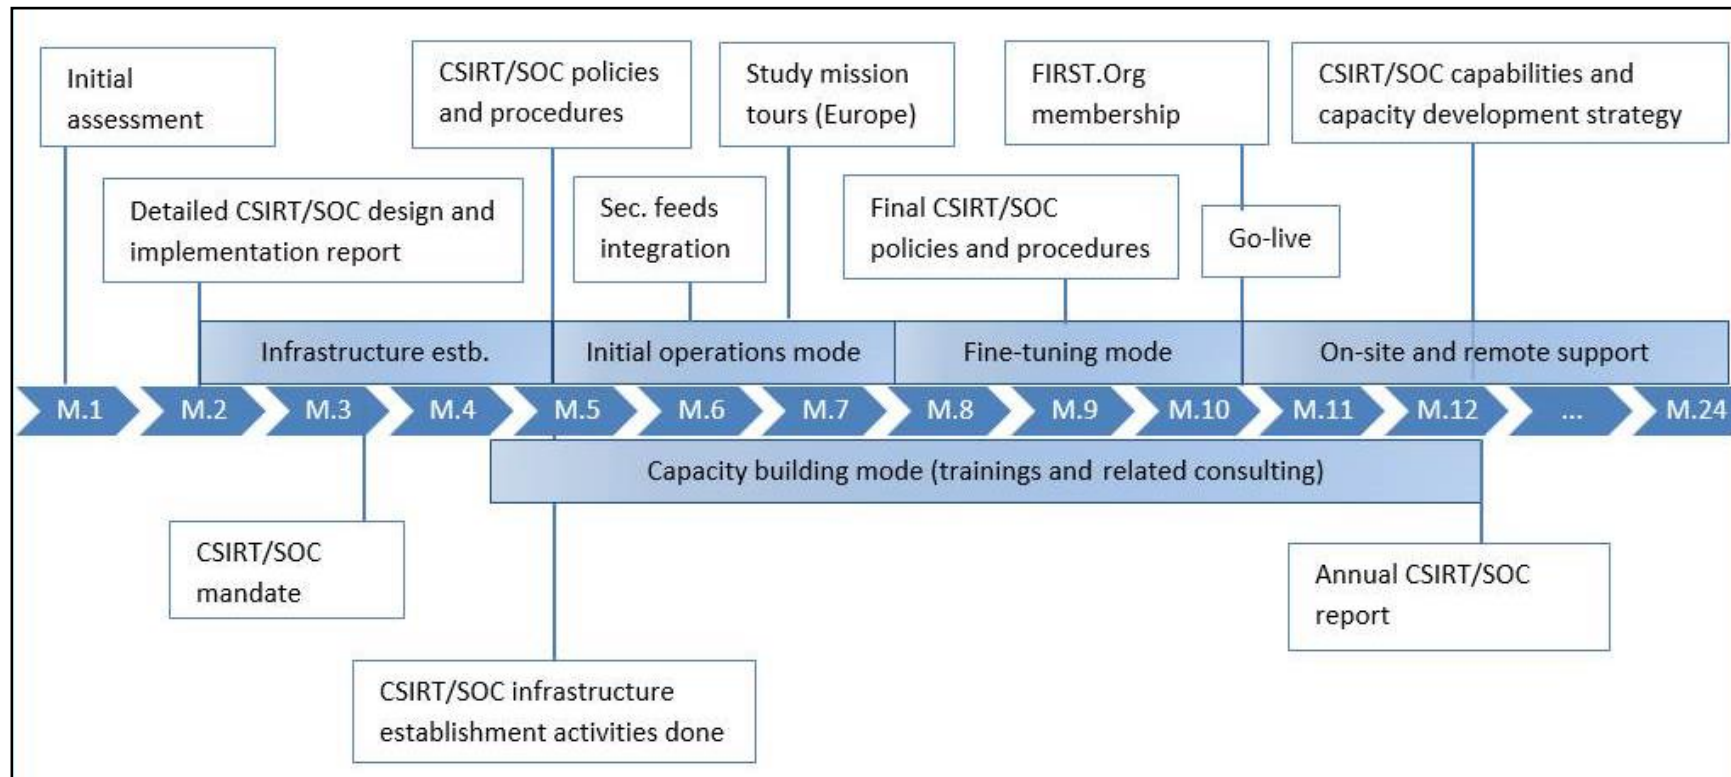 Initial
assessment
CSIRT/SOC policies
and procedures
Study mission
tours (Europe)
FIRST.Org
membership
CSIRT/SOC capabilities and
capacity development strategy
Detailed CSIRT/SOC design and
implementation report
Sec. feeds
integration
Final CSIRT/SOC
policies and procedures
Go-live
Infrastructure estb.
Initial operations mode
Fine-tuning mode
On-site and remote support
M.1
M.2
M.3
M.4
M.5
M.6
M.7
M.8
M.9
M.10
M.11
M.12
...
M.24
Capacity building mode (trainings and related consulting)
CSIRT/SOC
mandate
Annual CSIRT/SOC
report
CSIRT/SOC infrastructure
establishment activities done